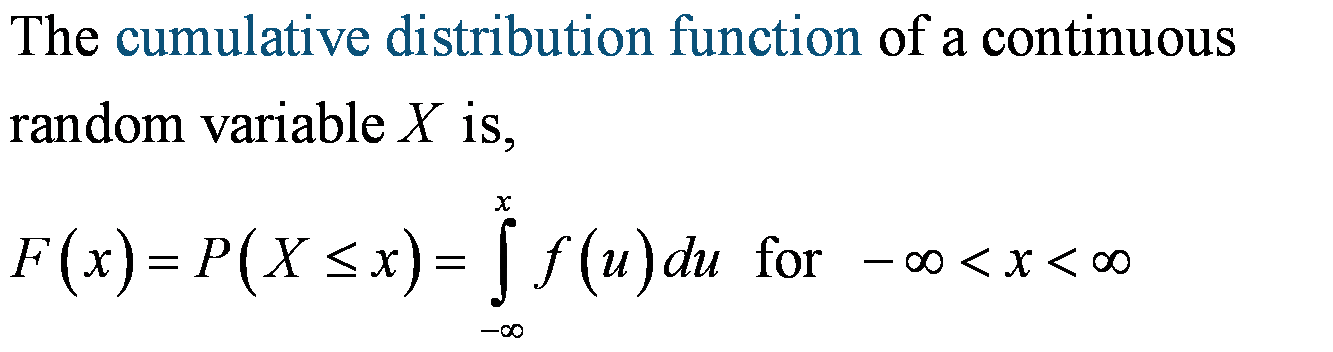 The cumulative distribution function of a continuous
random variable X is,
F(x) = P(X ≤ x) = ∫_{-∞}^{x} f(u) du for -∞ < x < ∞